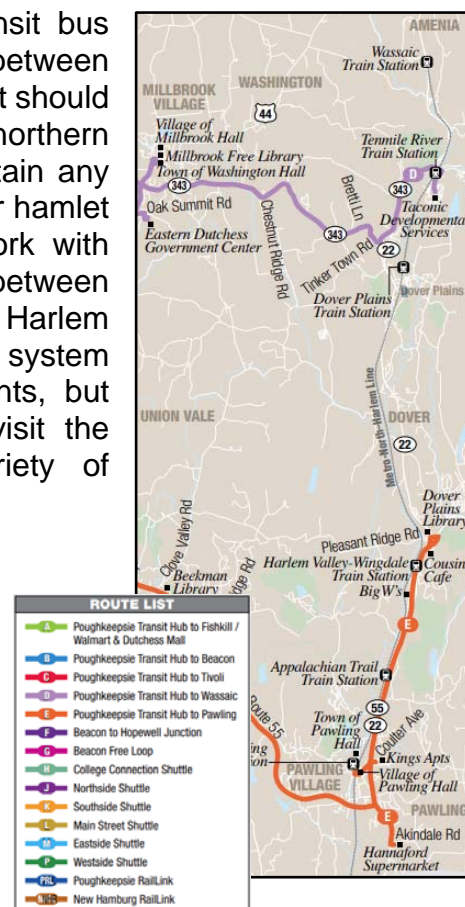 nsit bus
between
t should
northern
tain any
r hamlet
ork with
between
Harlem
system
nts, but
visit the
riety of
AMENIA
Wassaic
Train Station
WASHINGTON
MILLBROOK
VILLAGE
44
Village of
Millbrook Hall
Millbrook Free Library
Town of Washington Hall
Tenmile River
Train Station
D
343
343
343
Oak Summit Rd
Chestnut Ridge Rd
Brett Ln
Taconic
Developmental
Services
Eastern Dutchess
Government Center
343
22
Tinker Town Rd
Dover Plains
Train Station
Dover Plains
UNION VALE
Metro-North-Harlem Line
DOVER
22
Dover
Plains
Library
Pleasant Ridge Rd
Clove Valley Rd
Harlem Valley-Wingdale
Train Station
Cousin
Cafe
Beekman
Library
dge Rd
Big W's
E
ROUTE LIST
A Poughkeepsie Transit Hub to Fishkill /
Walmart & Dutchess Mall
B Poughkeepsie Transit Hub to Beacon
C Poughkeepsie Transit Hub to Tivoli
D Poughkeepsie Transit Hub to Wassaic
E Poughkeepsie Transit Hub to Pawling
F Beacon to Hopewell Junction
G Beacon Free Loop
H College Connection Shuttle
J Northside Shuttle
K Southside Shuttle
L Main Street Shuttle
M Eastside Shuttle
P Westside Shuttle
PRL Poughkeepsie RailLink
NHR New Hamburg RailLink
Appalachian Trail
Train Station
55
22
Route 55
Town of
Pawling
Hall
Coulter Ave
ing
ion
Kings Apts
PAWLING
VILLAGE
Village of
Pawling Hall
PAWLING
E
Akindale Rd
Hannaford
Supermarket